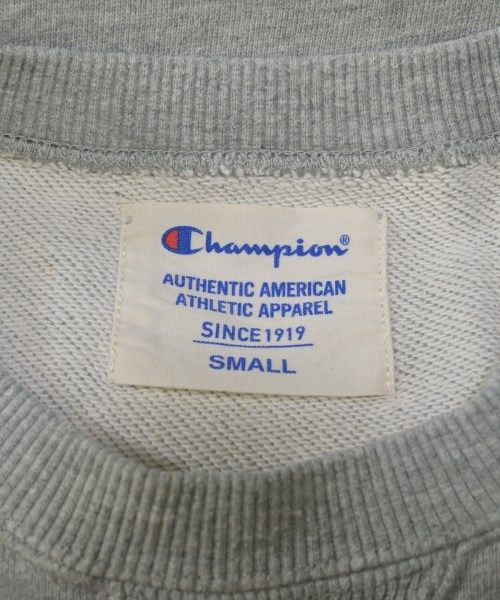 Champion®
AUTHENTIC AMERICAN
ATHLETIC APPAREL
SINCE 1919
SMALL